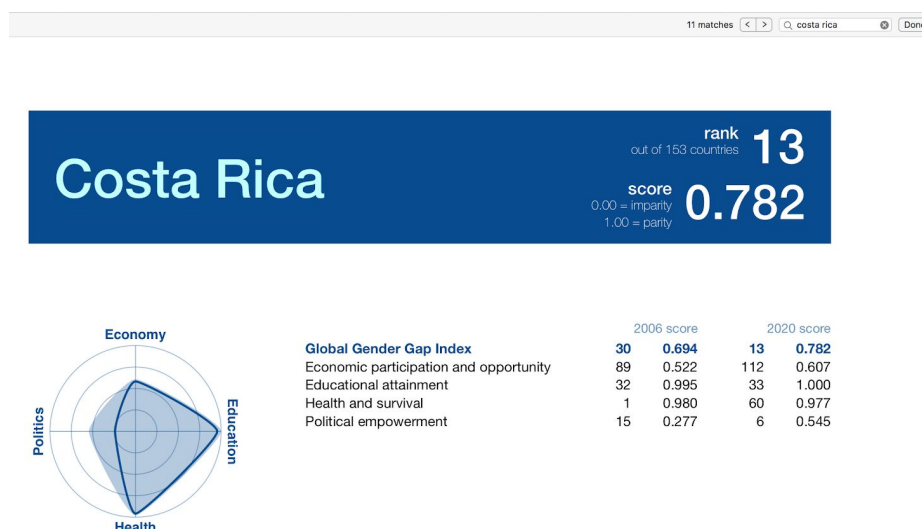 11 matches < > costa rica Done
rank
out of 153 countries 13
Costa Rica
score
0.00 = imparity
1.00 = parity 0.782
2006 score 2020 score
Global Gender Gap Index 30 0.694 13 0.782
Economic participation and opportunity 89 0.522 112 0.607
Educational attainment 32 0.995 33 1.000
Health and survival 1 0.980 60 0.977
Political empowerment 15 0.277 6 0.545
Economy
Politics
Education
Health